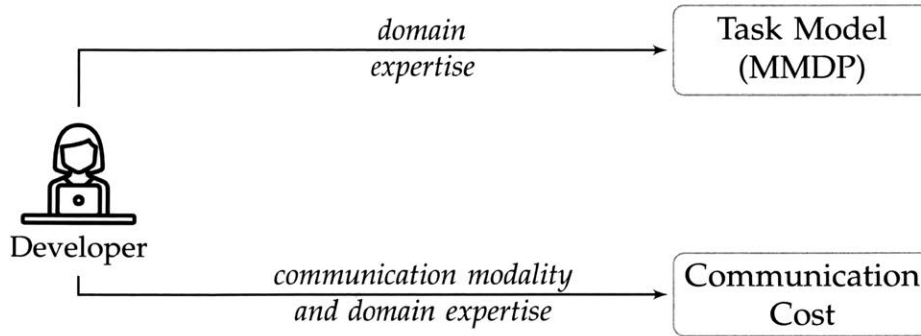 domain
expertise
Task Model
(MMDP)
Developer
communication modality
and domain expertise
Communication
Cost